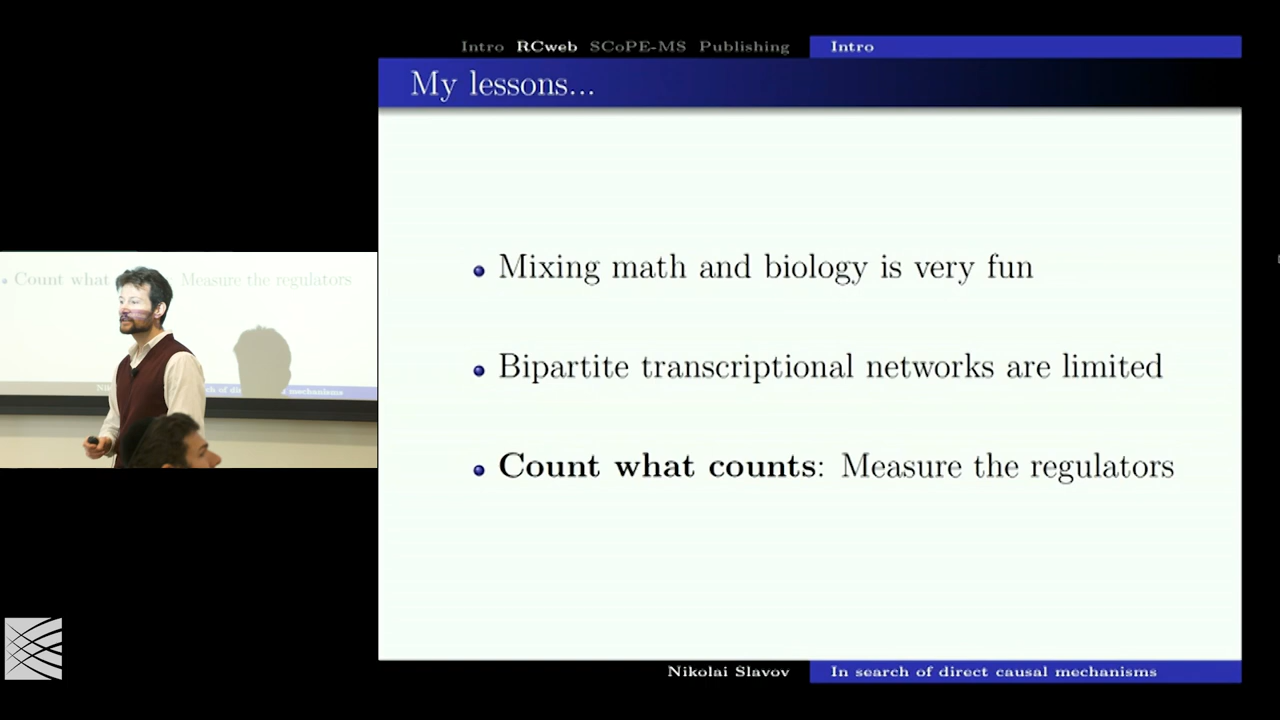 Intro RCweb SCoPE-MS Publishing Intro
My lessons...
Mixing math and biology is very fun
Bipartite transcriptional networks are limited
Count what counts: Measure the regulators
Nikolai Slavov In search of direct causal mechanisms
Count what Measure the regulators
mechanisms